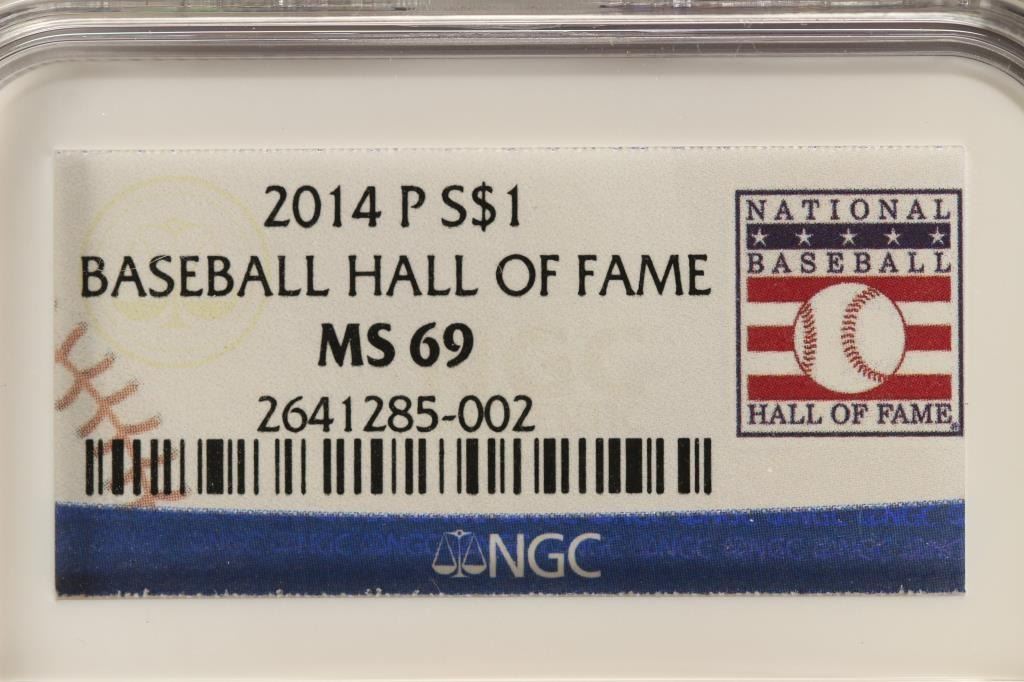 2014 P S$1
BASEBALL HALL OF FAME
MS 69
2641285-002
NATIONAL
BASEBALL
HALL OF FAME®
NGC